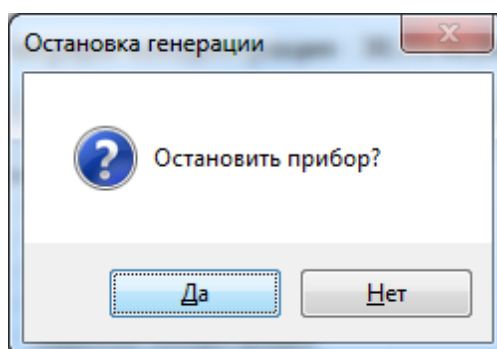 Остановка генерации
Остановить прибор?
Да
Нет